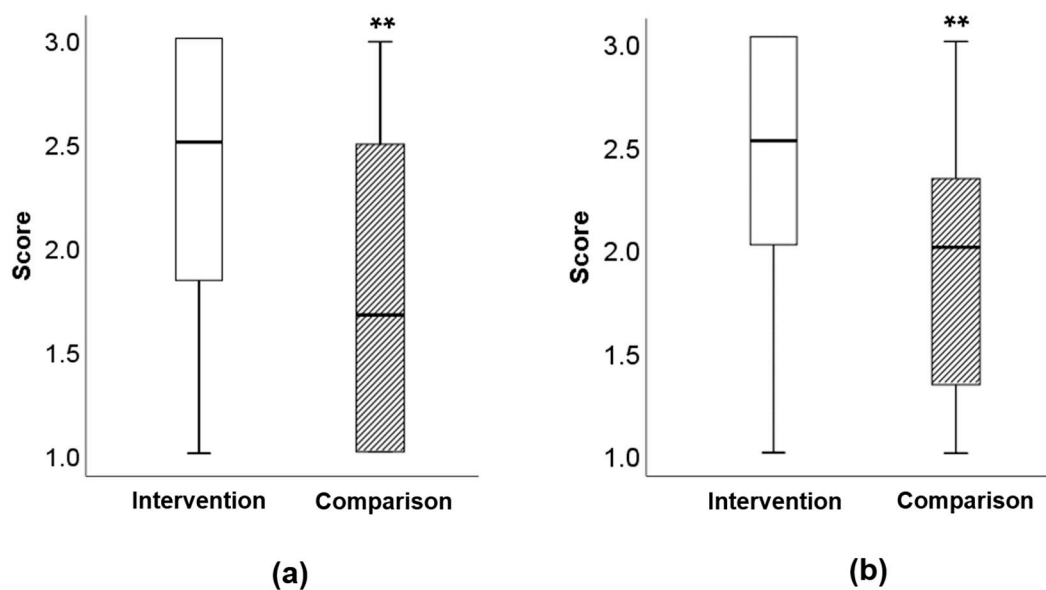 **
3.0
2.5
2.0
1.5
1.0
Score
Intervention
Comparison
(a)
**
3.0
2.5
2.0
1.5
1.0
Score
Intervention
Comparison
(b)